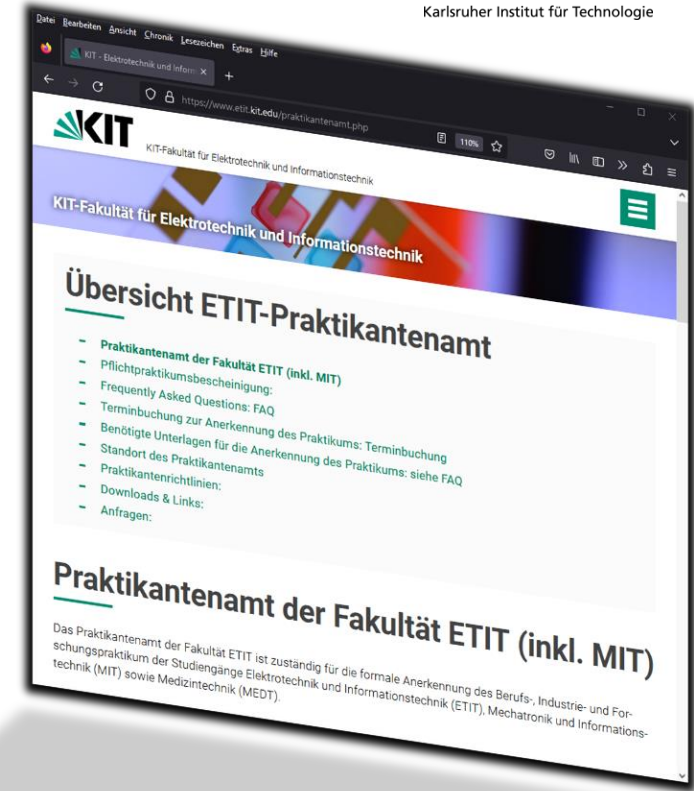 Karlsruher Institut für Technologie
Datei Bearbeiten Ansicht Chronik Lesezeichen Extras Hilfe
KIT - Elektrotechnik und Inform
https://www.etit.kit.edu/praktikantenamt.php
110%
KIT
KIT-Fakultät für Elektrotechnik und Informationstechnik
KIT-Fakultät für Elektrotechnik und Informationstechnik
Übersicht ETIT-Praktikantenamt
- Praktikantenamt der Fakultät ETIT (inkl. MIT)
- Pflichtpraktikumsbescheinigung:
- Frequently Asked Questions: FAQ
- Terminbuchung zur Anerkennung des Praktikums: Terminbuchung
- Benötigte Unterlagen für die Anerkennung des Praktikums: siehe FAQ
- Standort des Praktikantenamts
- Praktikantenrichtlinien:
- Downloads & Links:
- Anfragen:
Praktikantenamt der Fakultät ETIT (inkl. MIT)
Das Praktikantenamt der Fakultät ETIT ist zuständig für die formale Anerkennung des Berufs-, Industrie- und For-
schungspraktikum der Studiengänge Elektrotechnik und Informationstechnik (ETIT), Mechatronik und Informations-
technik (MIT) sowie Medizintechnik (MEDT).